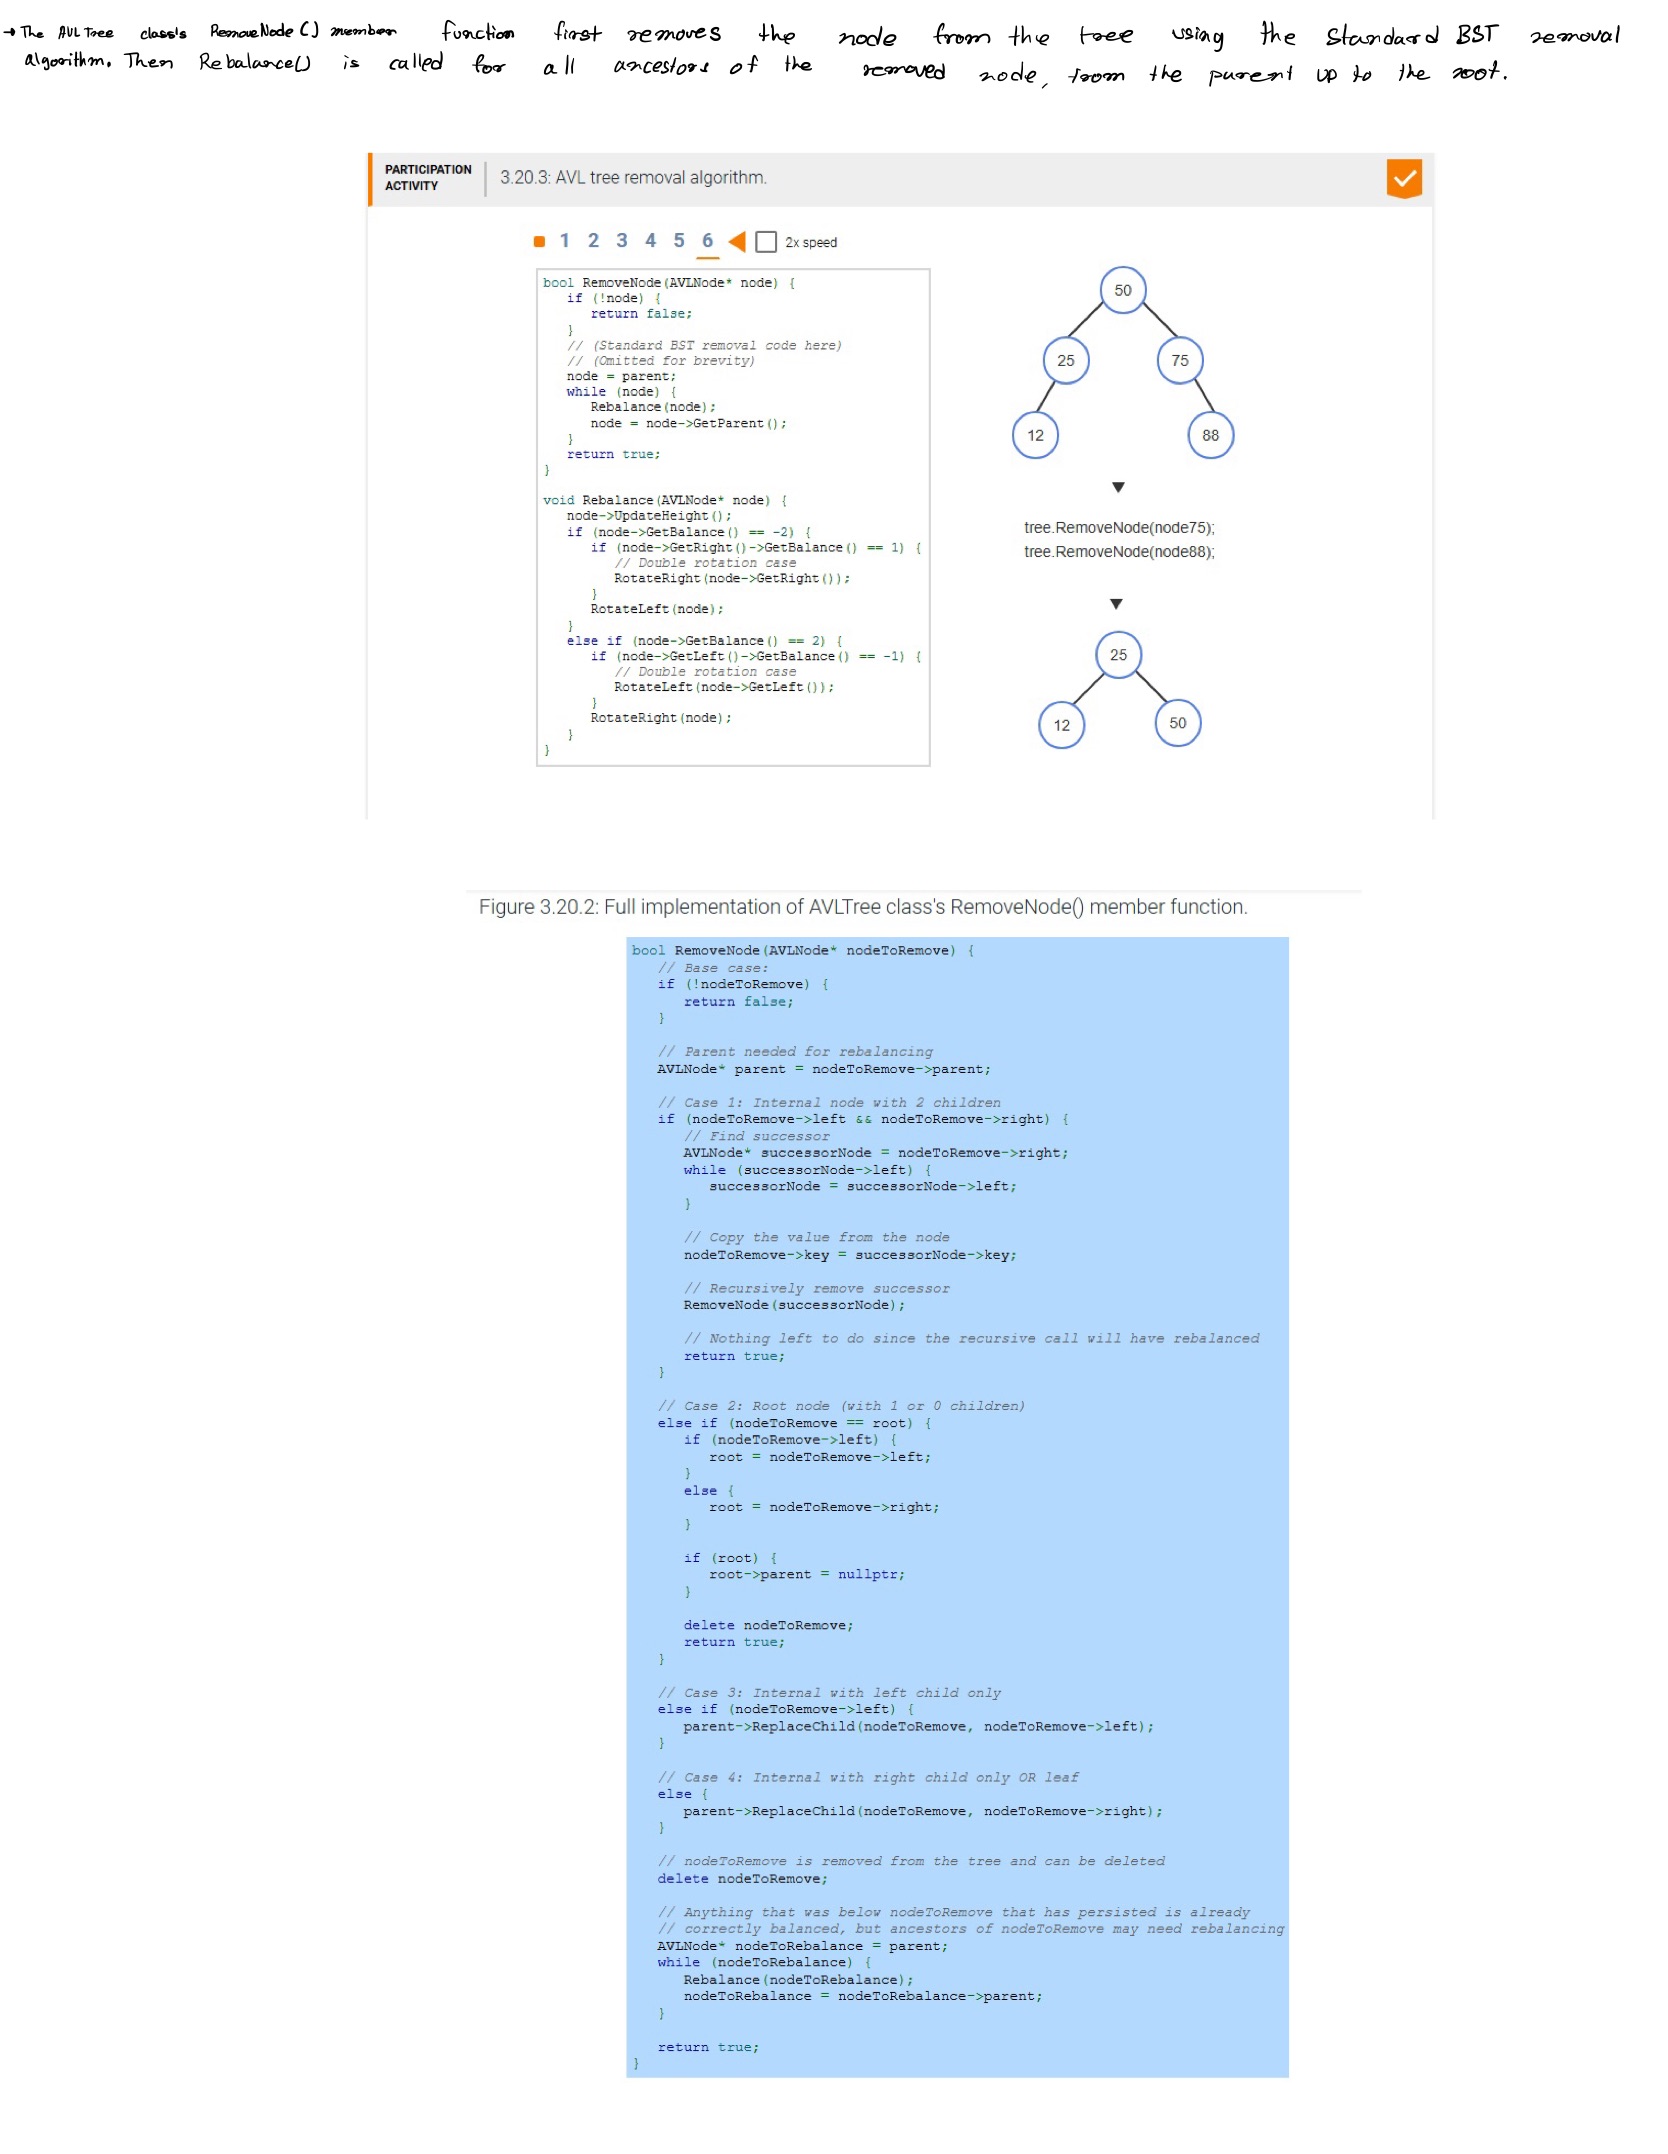 → The AVL Tree class's RemoveNode () member function first removes the node from the tree using the standard BST removal
algorithm. Then Rebalance() is called for all ancestors of the removed node, from the parent up to the root.
PARTICIPATION
ACTIVITY
3.20.3: AVL tree removal algorithm.
1 2 3 4 5 6 2x speed
bool RemoveNode(AVLNode* node) {
   if (!node) {
      return false;
   }
   // (Standard BST removal code here)
   // (Omitted for brevity)
   node = parent;
   while (node) {
      Rebalance(node);
      node = node->GetParent();
   }
   return true;
}
void Rebalance(AVLNode* node) {
   node->UpdateHeight();
   if (node->GetBalance() == -2) {
      if (node->GetRight()->GetBalance() == 1) {
         // Double rotation case
         RotateRight(node->GetRight());
      }
      RotateLeft(node);
   }
   else if (node->GetBalance() == 2) {
      if (node->GetLeft()->GetBalance() == -1) {
         // Double rotation case
         RotateLeft(node->GetLeft());
      }
      RotateRight(node);
   }
}
50
25 75
12 88
tree.RemoveNode(node75);
tree.RemoveNode(node88);
25
12 50
Figure 3.20.2: Full implementation of AVLTree class's RemoveNode() member function.
bool RemoveNode(AVLNode* nodeToRemove) {
   // Base case:
   if (!nodeToRemove) {
      return false;
   }
   // Parent needed for rebalancing
   AVLNode* parent = nodeToRemove->parent;
   // Case 1: Internal node with 2 children
   if (nodeToRemove->left && nodeToRemove->right) {
      // Find successor
      AVLNode* successorNode = nodeToRemove->right;
      while (successorNode->left) {
         successorNode = successorNode->left;
      }
      // Copy the value from the node
      nodeToRemove->key = successorNode->key;
      // Recursively remove successor
      RemoveNode(successorNode);
      // Nothing left to do since the recursive call will have rebalanced
      return true;
   }
   // Case 2: Root node (with 1 or 0 children)
   else if (nodeToRemove == root) {
      if (nodeToRemove->left) {
         root = nodeToRemove->left;
      }
      else {
         root = nodeToRemove->right;
      }
      if (root) {
         root->parent = nullptr;
      }
      delete nodeToRemove;
      return true;
   }
   // Case 3: Internal with left child only
   else if (nodeToRemove->left) {
      parent->ReplaceChild(nodeToRemove, nodeToRemove->left);
   }
   // Case 4: Internal with right child only OR leaf
   else {
      parent->ReplaceChild(nodeToRemove, nodeToRemove->right);
   }
   // nodeToRemove is removed from the tree and can be deleted
   delete nodeToRemove;
   // Anything that was below nodeToRemove that has persisted is already
   // correctly balanced, but ancestors of nodeToRemove may need rebalancing
   AVLNode* nodeToRebalance = parent;
   while (nodeToRebalance) {
      Rebalance(nodeToRebalance);
      nodeToRebalance = nodeToRebalance->parent;
   }
   return true;
}